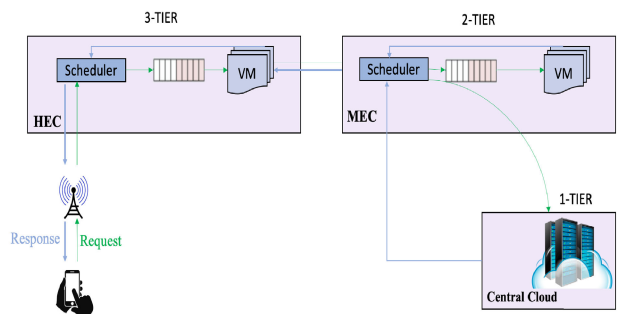 3-TIER
2-TIER
Scheduler
VM
Scheduler
VM
HEC
MEC
1-TIER
Response
Request
Central Cloud